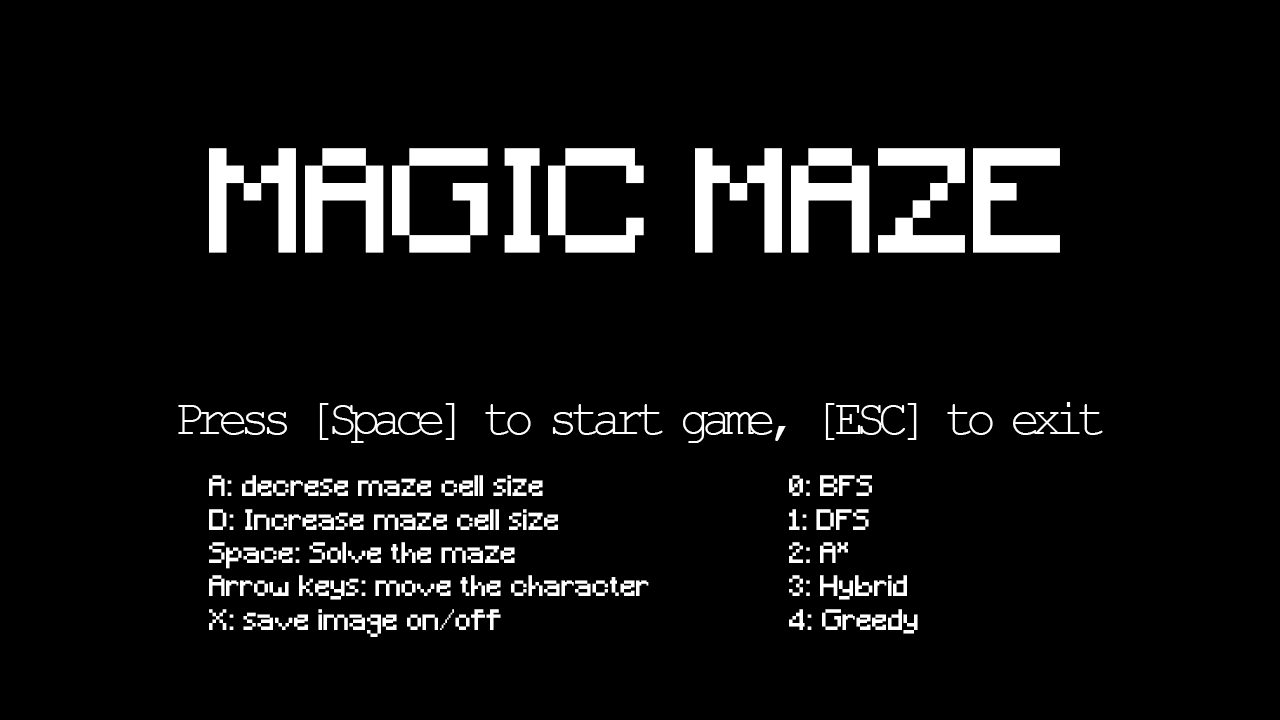 MAGIC MAZE
Press [Space] to start game, [ESC] to exit
A: decrese maze cell size
D: Increase maze cell size
Space: Solve the maze
Arrow keys: move the character
X: save image on/off
0: BFS
1: DFS
2: A*
3: Hybrid
4: Greedy